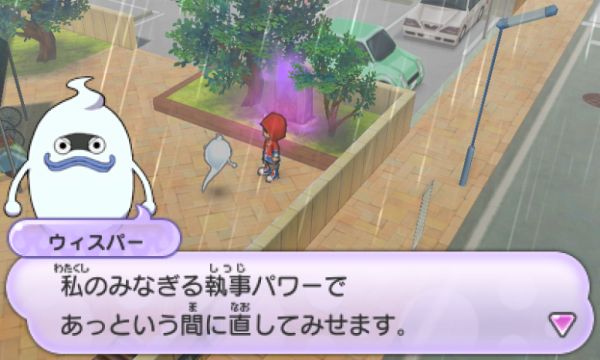 ウィスパー
私のみなぎる執事パワーで
あっという間に直してみせます。